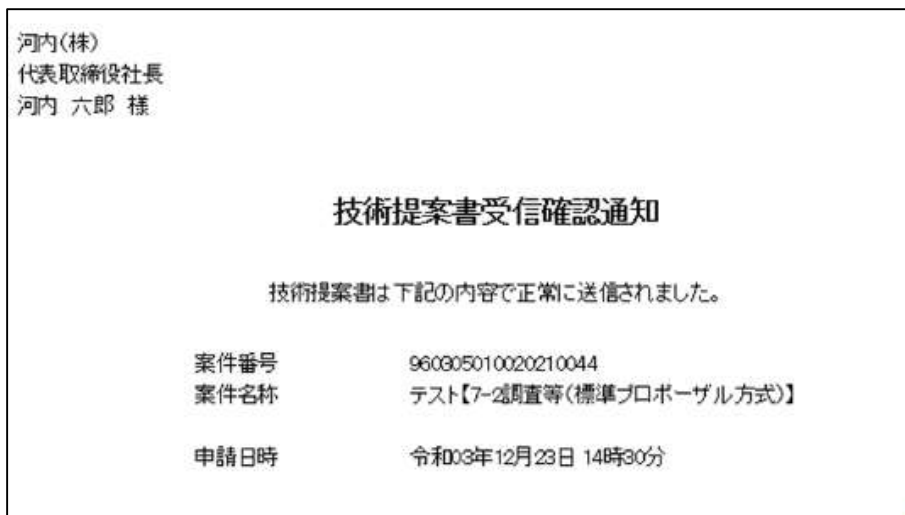 河内(株)
代表取締役社長
河内 六郎 様
技術提案書受信確認通知
技術提案書は下記の内容で正常に送信されました。
案件番号 960305010020210044
案件名称 テスト【7-2調査等(標準プロポーザル方式)】
申請日時 令和03年12月23日 14時30分